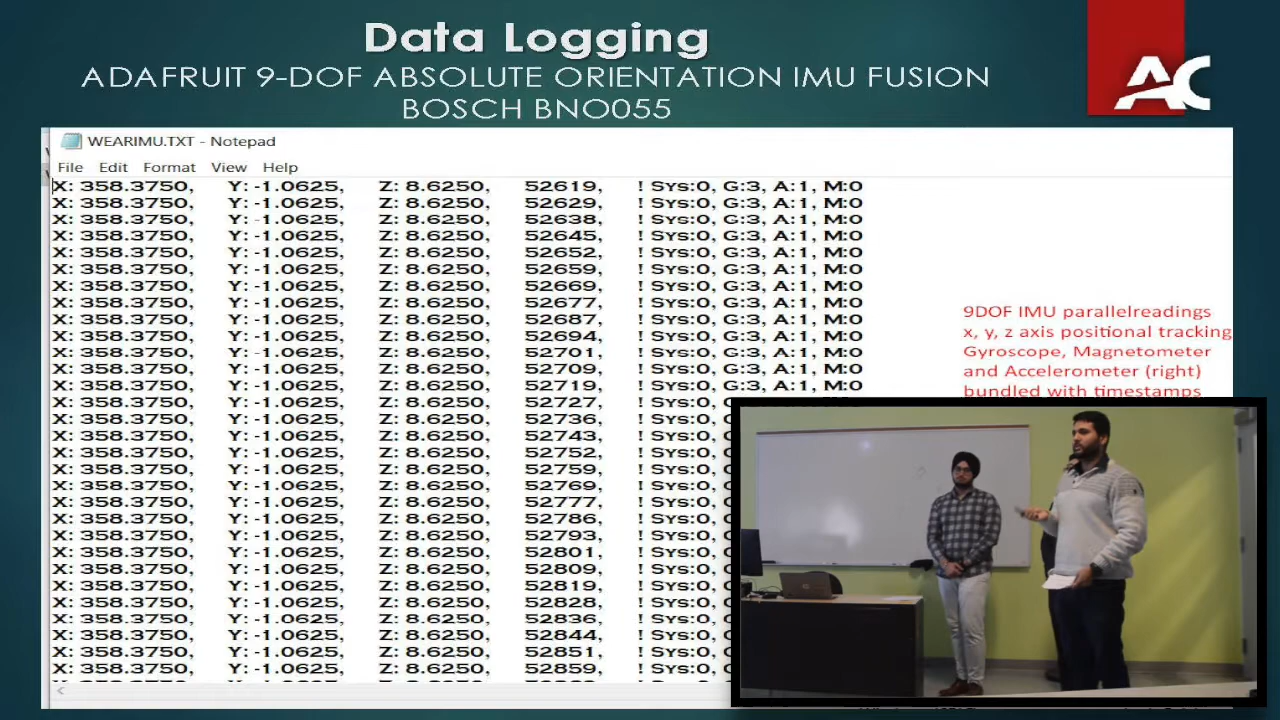 Data Logging
ADAFRUIT 9-DOF ABSOLUTE ORIENTATION IMU FUSION
BOSCH BNO055
AC
WEARIMU.TXT - Notepad
File Edit Format View Help
X: 358.3750, Y: -1.0625, Z: 8.6250, 52619, ! Sys:0, G:3, A:1, M:0
X: 358.3750, Y: -1.0625, Z: 8.6250, 52629, ! Sys:0, G:3, A:1, M:0
X: 358.3750, Y: -1.0625, Z: 8.6250, 52638, ! Sys:0, G:3, A:1, M:0
X: 358.3750, Y: -1.0625, Z: 8.6250, 52645, ! Sys:0, G:3, A:1, M:0
X: 358.3750, Y: -1.0625, Z: 8.6250, 52652, ! Sys:0, G:3, A:1, M:0
X: 358.3750, Y: -1.0625, Z: 8.6250, 52659, ! Sys:0, G:3, A:1, M:0
X: 358.3750, Y: -1.0625, Z: 8.6250, 52669, ! Sys:0, G:3, A:1, M:0
X: 358.3750, Y: -1.0625, Z: 8.6250, 52677, ! Sys:0, G:3, A:1, M:0
X: 358.3750, Y: -1.0625, Z: 8.6250, 52687, ! Sys:0, G:3, A:1, M:0
X: 358.3750, Y: -1.0625, Z: 8.6250, 52694, ! Sys:0, G:3, A:1, M:0
X: 358.3750, Y: -1.0625, Z: 8.6250, 52701, ! Sys:0, G:3, A:1, M:0
X: 358.3750, Y: -1.0625, Z: 8.6250, 52709, ! Sys:0, G:3, A:1, M:0
X: 358.3750, Y: -1.0625, Z: 8.6250, 52719, ! Sys:0, G:3, A:1, M:0
X: 358.3750, Y: -1.0625, Z: 8.6250, 52727, ! Sys:0,
X: 358.3750, Y: -1.0625, Z: 8.6250, 52736, ! Sys:0,
X: 358.3750, Y: -1.0625, Z: 8.6250, 52743, ! Sys:0,
X: 358.3750, Y: -1.0625, Z: 8.6250, 52752, ! Sys:0,
X: 358.3750, Y: -1.0625, Z: 8.6250, 52759, ! Sys:0,
X: 358.3750, Y: -1.0625, Z: 8.6250, 52769, ! Sys:0,
X: 358.3750, Y: -1.0625, Z: 8.6250, 52777, ! Sys:0,
X: 358.3750, Y: -1.0625, Z: 8.6250, 52786, ! Sys:0,
X: 358.3750, Y: -1.0625, Z: 8.6250, 52793, ! Sys:0,
X: 358.3750, Y: -1.0625, Z: 8.6250, 52801, ! Sys:0,
X: 358.3750, Y: -1.0625, Z: 8.6250, 52809, ! Sys:0,
X: 358.3750, Y: -1.0625, Z: 8.6250, 52819, ! Sys:0,
X: 358.3750, Y: -1.0625, Z: 8.6250, 52828, ! Sys:0,
X: 358.3750, Y: -1.0625, Z: 8.6250, 52836, ! Sys:0,
X: 358.3750, Y: -1.0625, Z: 8.6250, 52844, ! Sys:0,
X: 358.3750, Y: -1.0625, Z: 8.6250, 52851, ! Sys:0,
X: 358.3750, Y: -1.0625, Z: 8.6250, 52859, ! Sys:0,
9DOF IMU parallelreadings
x, y, z axis positional tracking
Gyroscope, Magnetometer
and Accelerometer (right)
bundled with timestamps